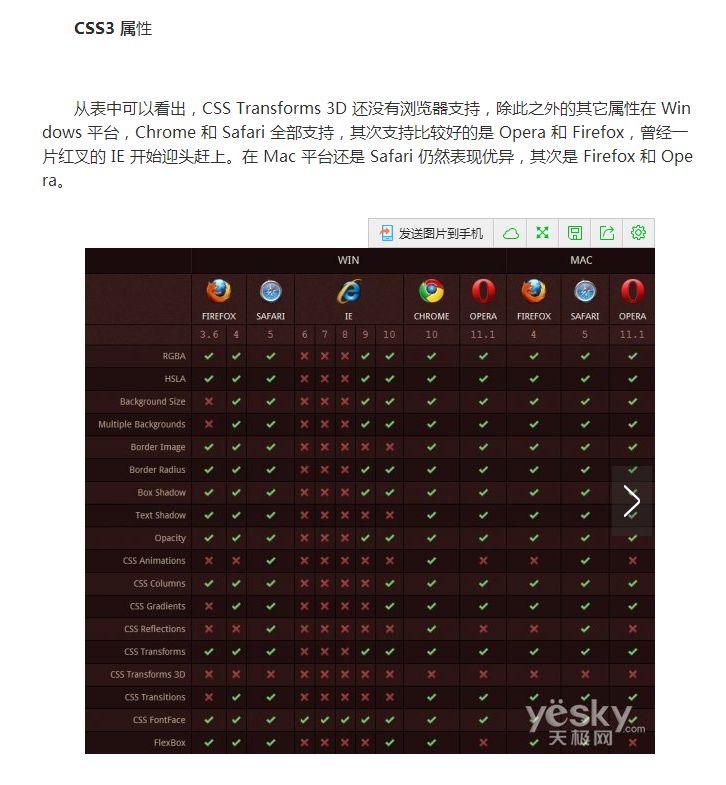 CSS3 属性
从表中可以看出，CSS Transforms 3D 还没有浏览器支持，除此之外的其它属性在 Win
dows 平台，Chrome 和 Safari 全部支持，其次支持比较好的是 Opera 和 Firefox，曾经一
片红叉的 IE 开始迎头赶上。在 Mac 平台还是 Safari 仍然表现优异，其次是 Firefox 和 Ope
ra。
发送图片到手机
WIN MAC
FIREFOX SAFARI IE CHROME OPERA FIREFOX SAFARI OPERA
3.6 4 5 6 7 8 9 10 10 11.1 4 5 11.1
RGBA
HSLA
Background Size
Multiple Backgrounds
Border Image
Border Radius
Box Shadow
Text Shadow
Opacity
CSS Animations
CSS Columns
CSS Gradients
CSS Reflections
CSS Transforms
CSS Transforms 3D
CSS Transitions
CSS FontFace
FlexBox
yesky.com
天极网